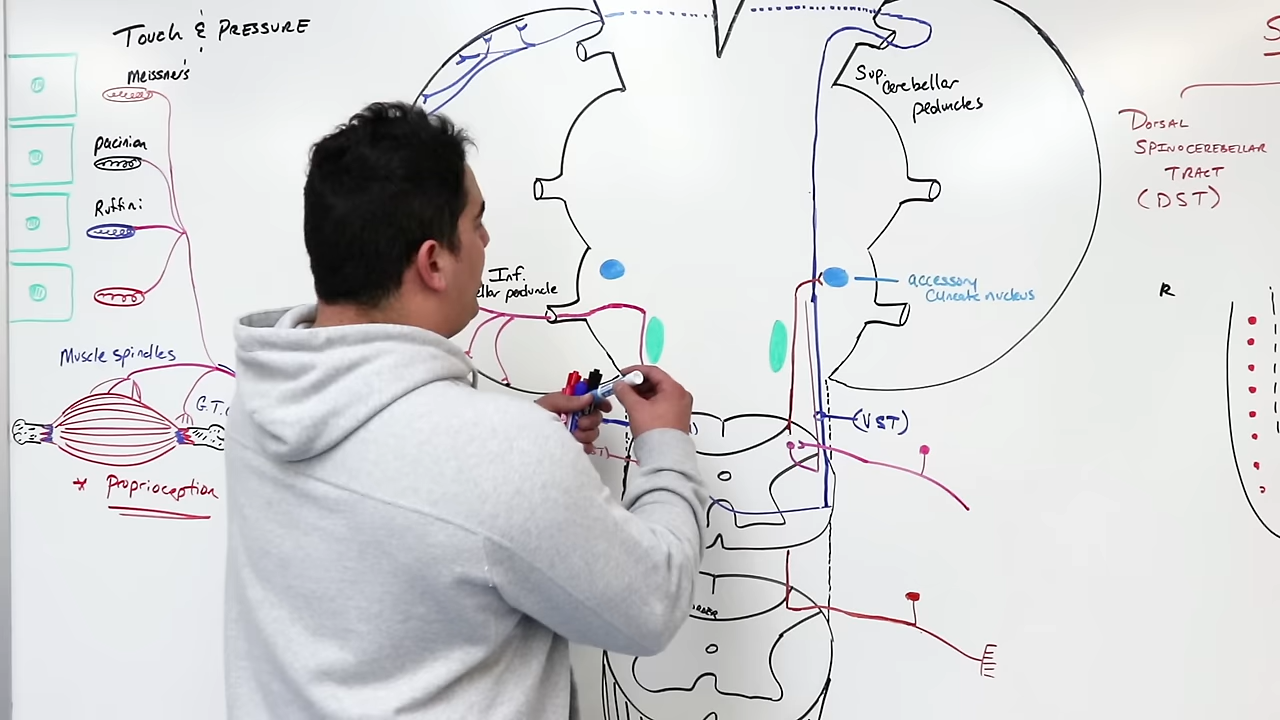 Touch & PRESSURE
Meissner's
pacinian
Ruffini
Muscle spindles
G.T.
* Proprioception
Inf.
peduncle
Sup.
cerebellar
peduncles
accessory
Cuneate nucleus
(VST)
DORSAL
SPINOCEREBELLAR
TRACT
(DST)
S
R